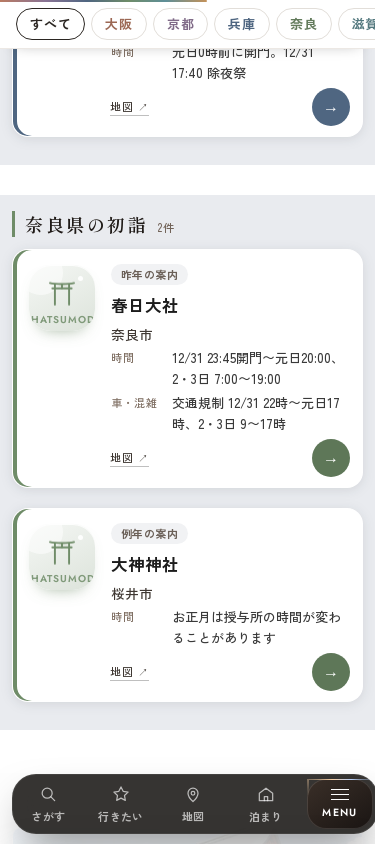 すべて
大阪
京都
兵庫
奈良
滋賀
時間
元日0時前に開門。12/31
17:40 除夜祭
地図 ↗
→
奈良県の初詣 2件
HATSUMOD
昨年の案内
春日大社
奈良市
時間
12/31 23:45開門〜元日20:00、
2・3日 7:00〜19:00
車・混雑
交通規制 12/31 22時〜元日17
時、2・3日 9〜17時
地図 ↗
→
HATSUMOD
例年の案内
大神神社
桜井市
時間
お正月は授与所の時間が変わ
ることがあります
地図 ↗
→
さがす
行きたい
地図
泊まり
MENU